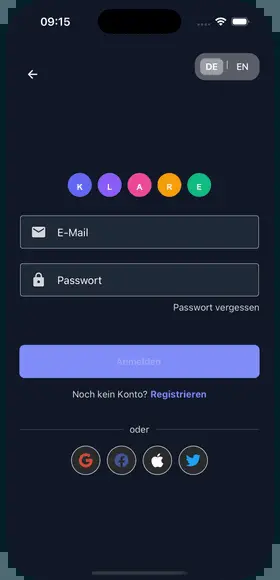 09:15
DE | EN
K L A R E
E-Mail
Passwort
Passwort vergessen
Anmelden
Noch kein Konto? Registrieren
oder